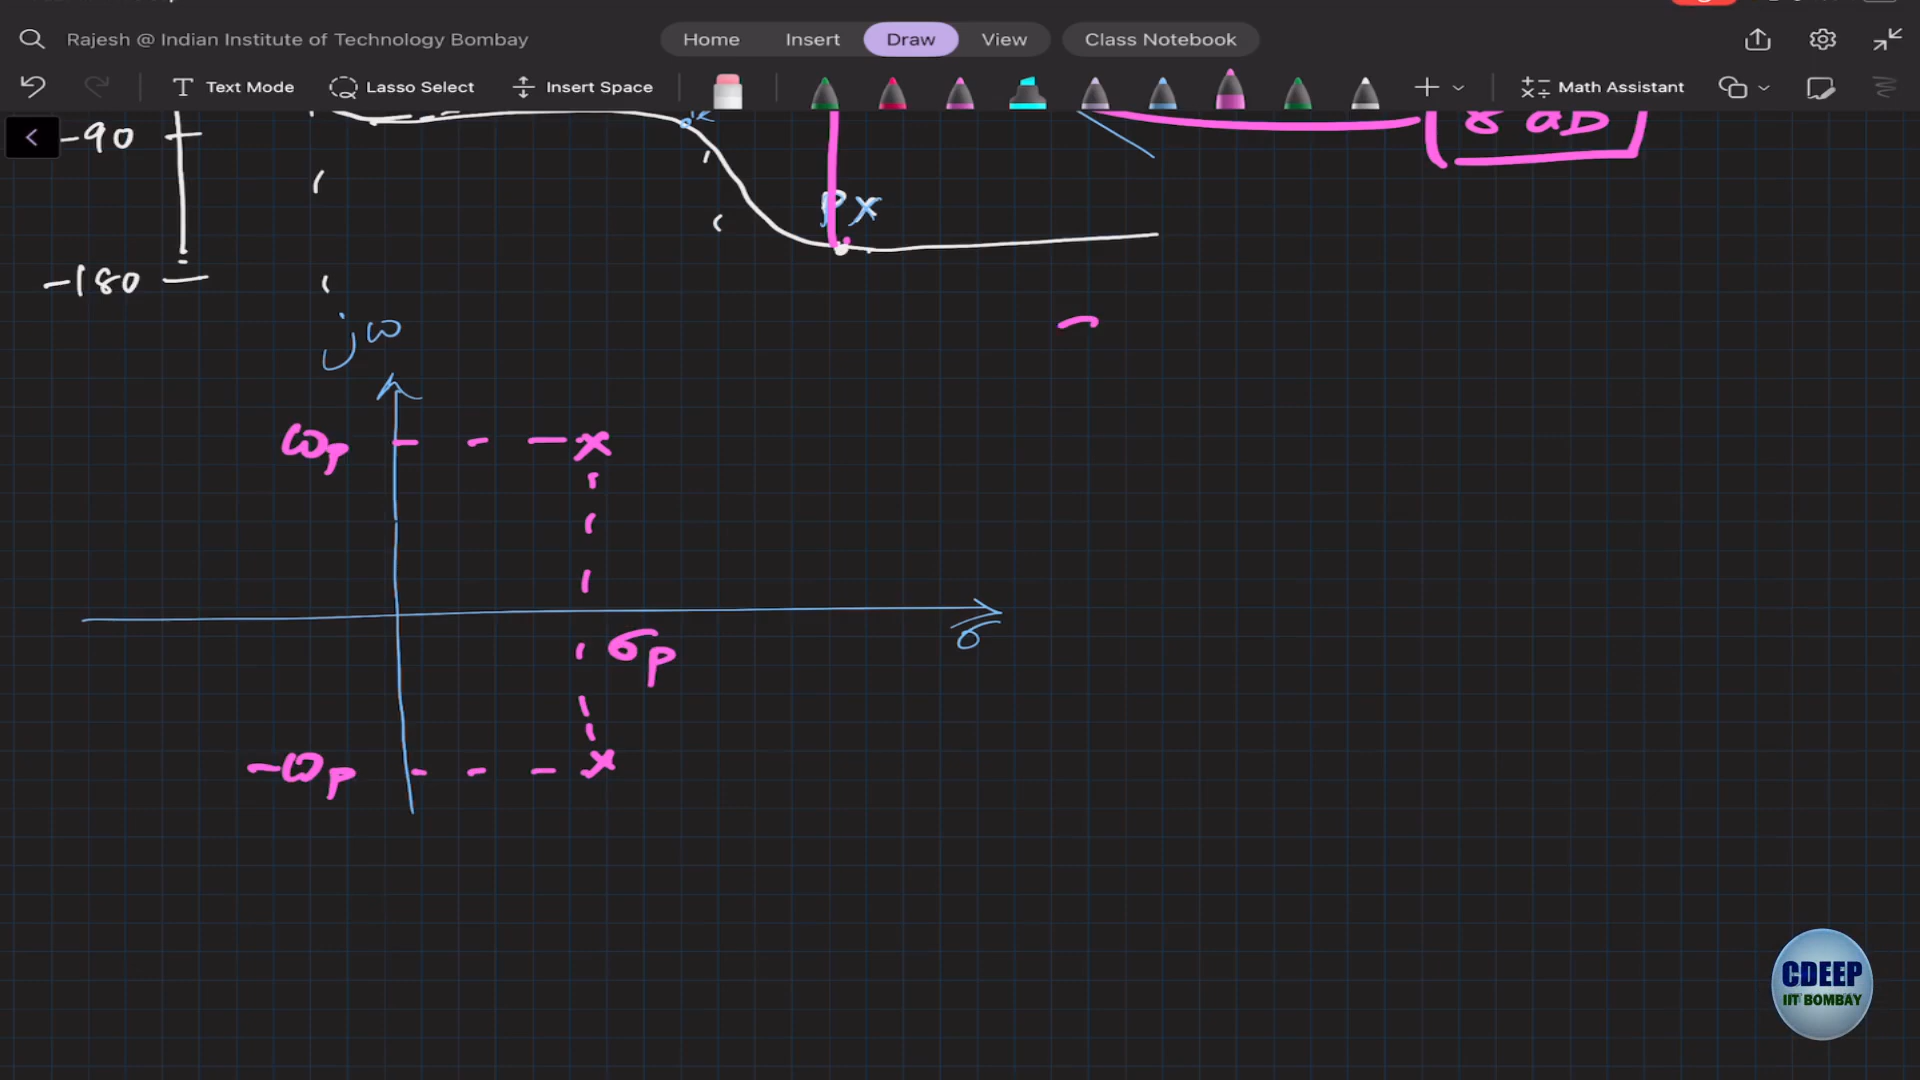 Rajesh @ Indian Institute of Technology Bombay
Home Insert Draw View Class Notebook
Text Mode Lasso Select Insert Space Math Assistant
-90
8 dB
PX
-180
jω
ωp
σ
σp
-ωp
CDEEP
IIT BOMBAY